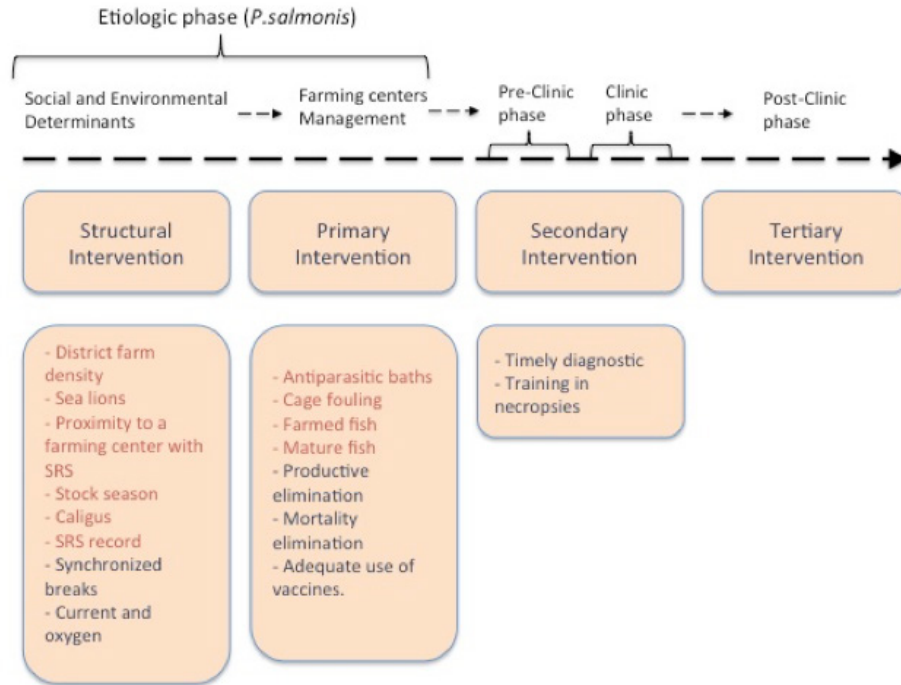 Etiologic phase (P.salmonis)
Social and Environmental
Determinants
Farming centers
Management
Pre-Clinic
phase
Clinic
phase
Post-Clinic
phase
Structural
Intervention
Primary
Intervention
Secondary
Intervention
Tertiary
Intervention
- District farm
density
- Sea lions
- Proximity to a
farming center with
SRS
- Stock season
- Caligus
- SRS record
- Synchronized
breaks
- Current and
oxygen
- Antiparasitic baths
- Cage fouling
- Farmed fish
- Mature fish
- Productive
elimination
- Mortality
elimination
- Adequate use of
vaccines.
- Timely diagnostic
- Training in
necropsies